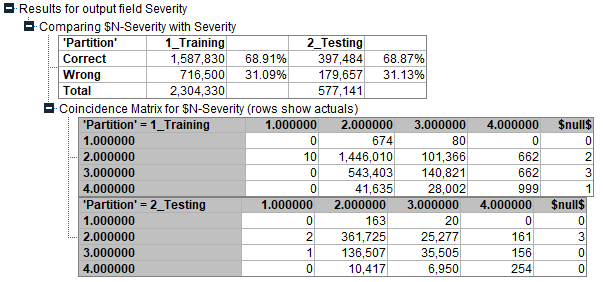 Results for output field Severity
Comparing $N-Severity with Severity
'Partition' 1_Training 2_Testing
Correct 1,587,830 68.91% 397,484 68.87%
Wrong 716,500 31.09% 179,657 31.13%
Total 2,304,330 577,141
Coincidence Matrix for $N-Severity (rows show actuals)
'Partition' = 1_Training 1.000000 2.000000 3.000000 4.000000 $null$
1.000000 0 674 80 0 0
2.000000 10 1,446,010 101,366 662 2
3.000000 0 543,403 140,821 662 3
4.000000 0 41,635 28,002 999 1
'Partition' = 2_Testing 1.000000 2.000000 3.000000 4.000000 $null$
1.000000 0 163 20 0 0
2.000000 2 361,725 25,277 161 3
3.000000 1 136,507 35,505 156 0
4.000000 0 10,417 6,950 254 0